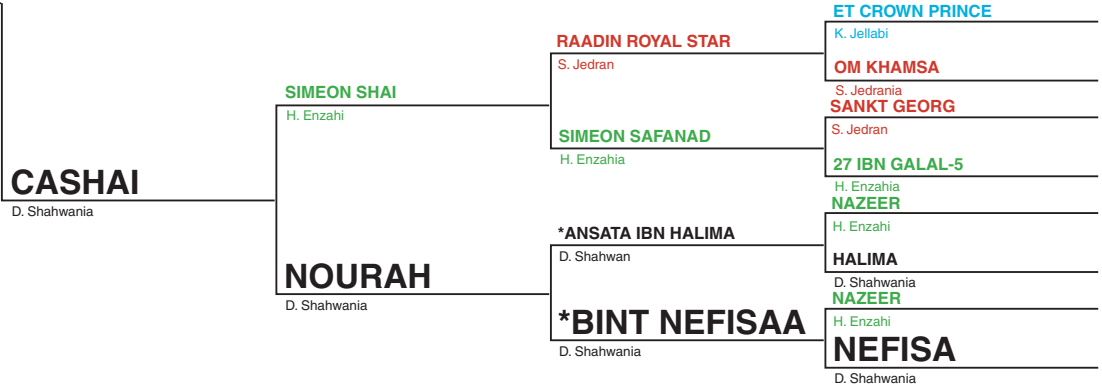 ET CROWN PRINCE
K. Jellabi
RAADIN ROYAL STAR
S. Jedran
OM KHAMSA
S. Jedrania
SIMEON SHAI
H. Enzahi
SANKT GEORG
S. Jedran
SIMEON SAFANAD
H. Enzahia
27 IBN GALAL-5
H. Enzahia
CASHAI
D. Shahwania
NAZEER
H. Enzahi
*ANSATA IBN HALIMA
D. Shahwan
HALIMA
D. Shahwania
NOURAH
D. Shahwania
NAZEER
H. Enzahi
*BINT NEFISAA
D. Shahwania
NEFISA
D. Shahwania